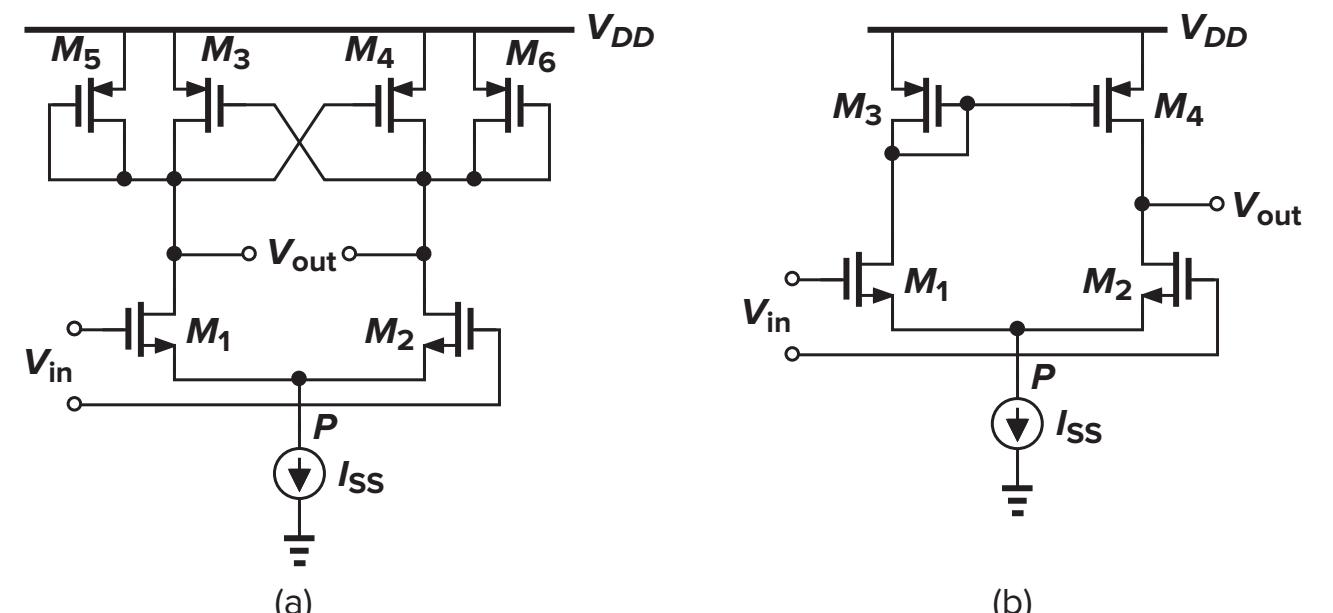 V_DD
M_5 M_3 M_4 M_6
V_out
M_1 M_2
V_in
P
I_SS
(a)
V_DD
M_3 M_4
V_out
M_1 M_2
V_in
P
I_SS
(b)